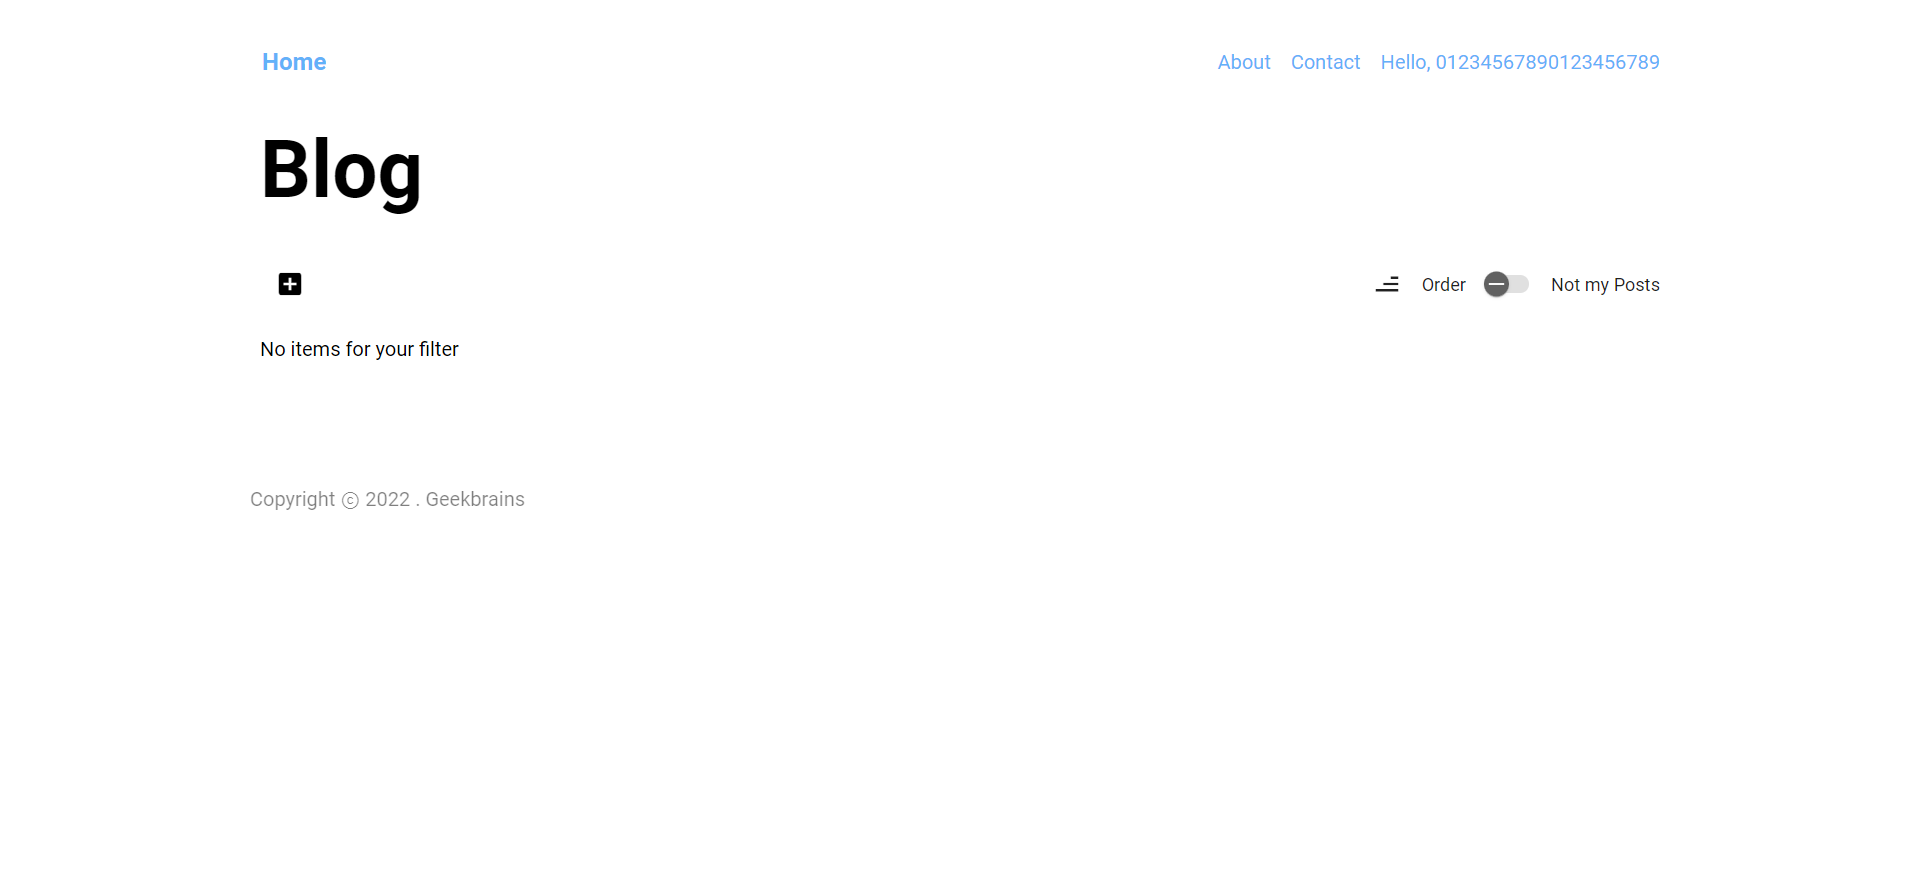 Home About Contact Hello, 01234567890123456789
Blog
Order Not my Posts
No items for your filter
Copyright © 2022 . Geekbrains